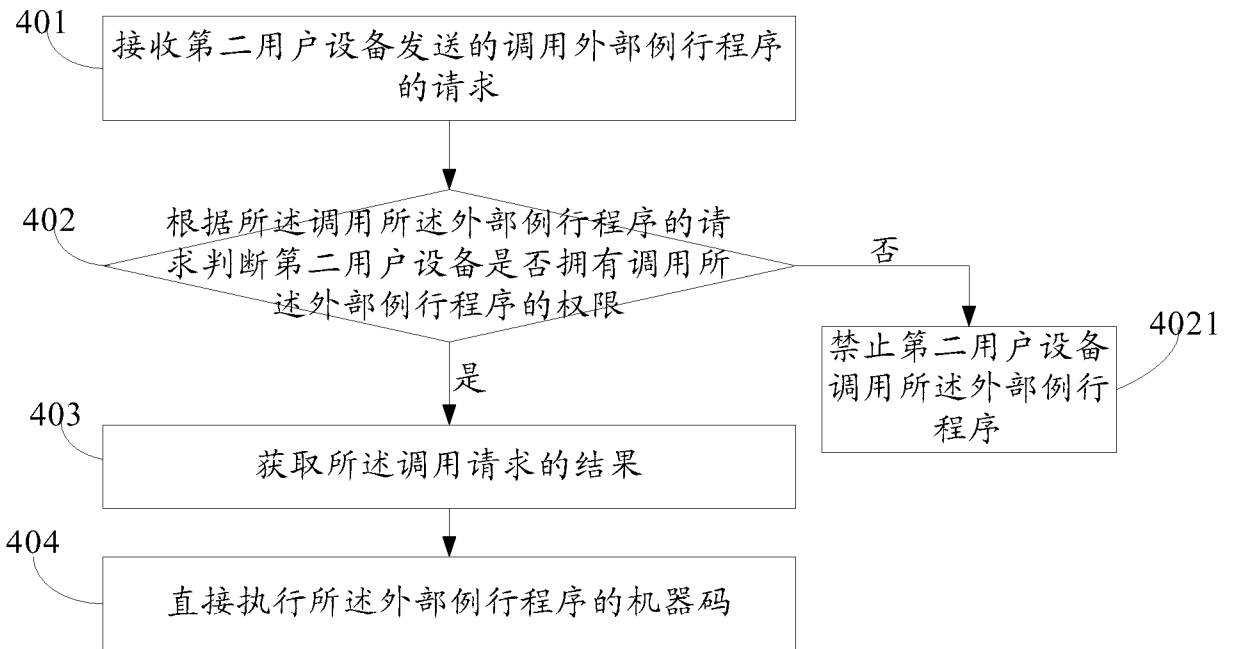 401
接收第二用户设备发送的调用外部例行程序
的请求
402
根据所述调用所述外部例行程序的请
求判断第二用户设备是否拥有调用所
述外部例行程序的权限
否
4021
禁止第二用户设备
调用所述外部例行
程序
是
403
获取所述调用请求的结果
404
直接执行所述外部例行程序的机器码